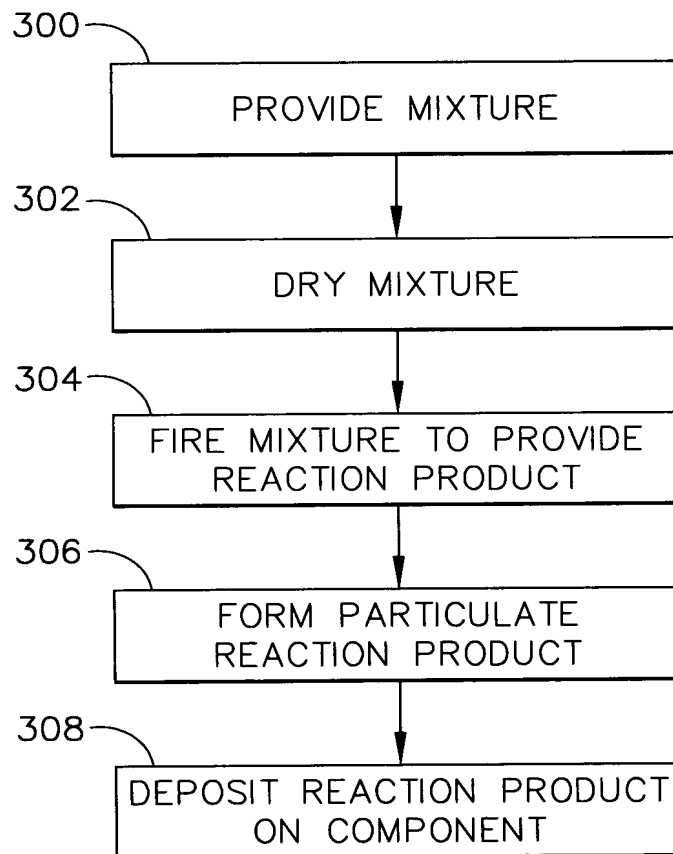 300
PROVIDE MIXTURE
302
DRY MIXTURE
304
FIRE MIXTURE TO PROVIDE
REACTION PRODUCT
306
FORM PARTICULATE
REACTION PRODUCT
308
DEPOSIT REACTION PRODUCT
ON COMPONENT